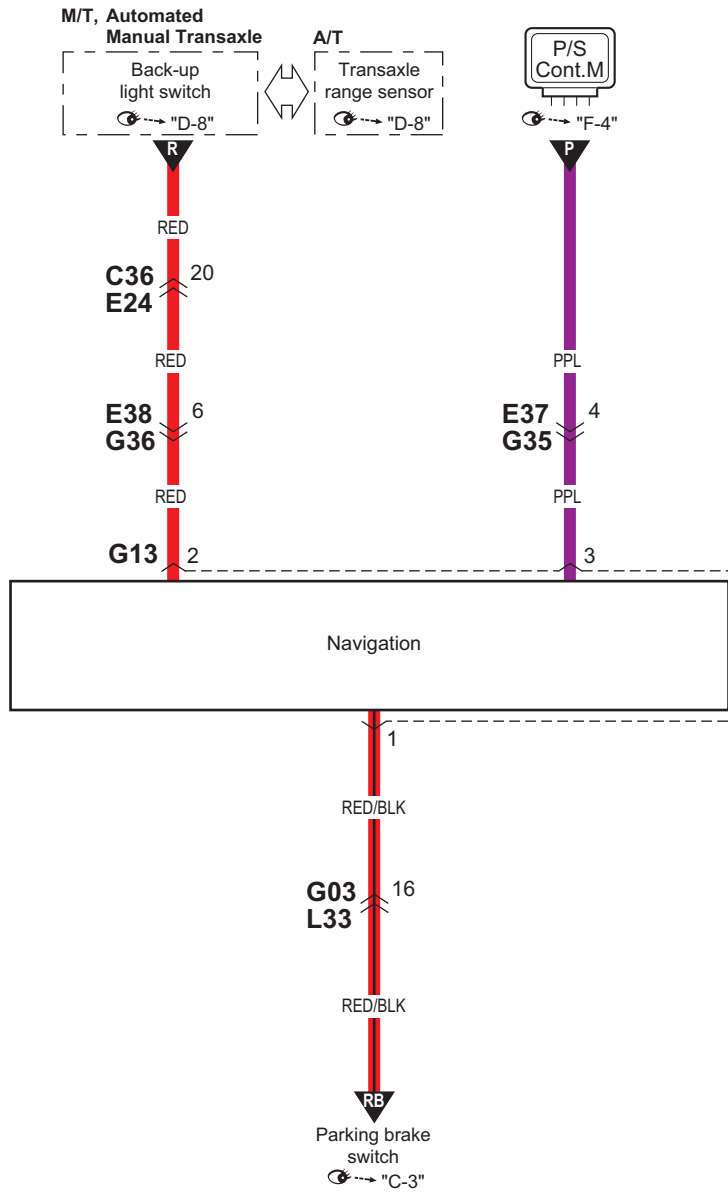 M/T, Automated
Manual Transaxle
A/T
Back-up
light switch
"D-8"
Transaxle
range sensor
"D-8"
P/S
Cont.M
"F-4"
R
P
RED
C36 20
E24
RED
PPL
E38 6
G36
E37 4
G35
RED
PPL
G13 2
3
Navigation
1
RED/BLK
G03 16
L33
RED/BLK
RB
Parking brake
switch
"C-3"